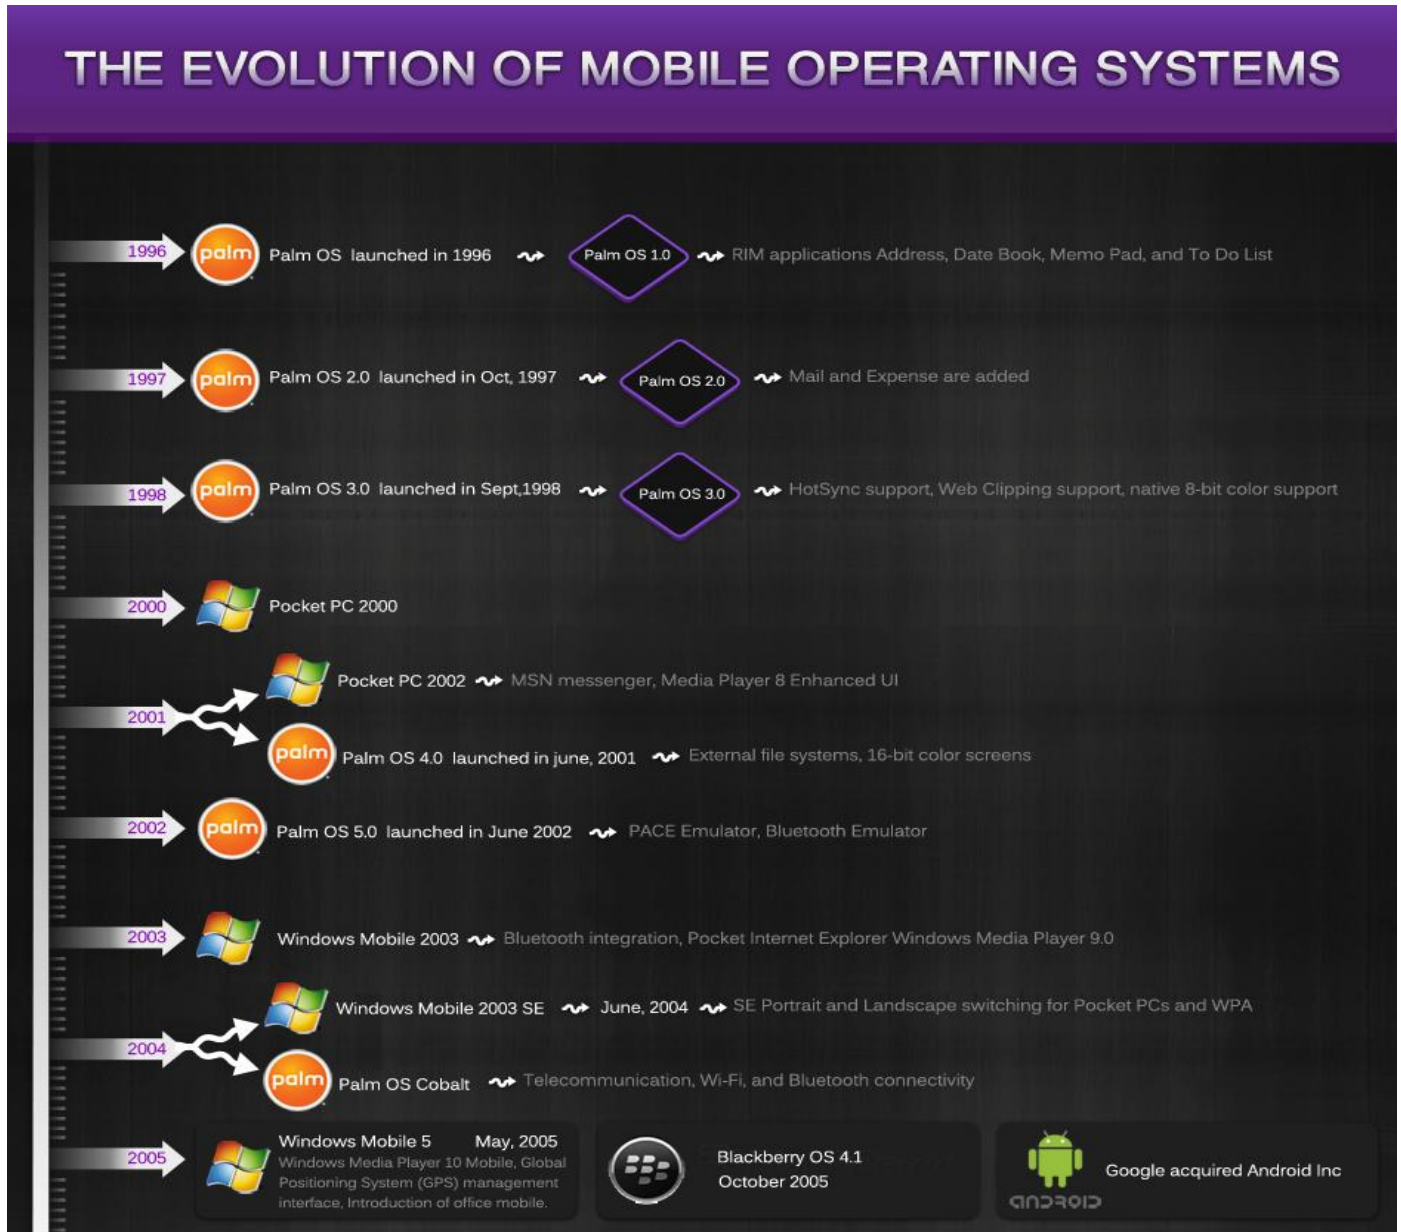 THE EVOLUTION OF MOBILE OPERATING SYSTEMS
1996 palm Palm OS launched in 1996 Palm OS 1.0 RIM applications Address, Date Book, Memo Pad, and To Do List
1997 palm Palm OS 2.0 launched in Oct, 1997 Palm OS 2.0 Mail and Expense are added
1998 palm Palm OS 3.0 launched in Sept,1998 Palm OS 3.0 HotSync support, Web Clipping support, native 8-bit color support
2000 Pocket PC 2000
Pocket PC 2002 MSN messenger, Media Player 8 Enhanced UI
2001
palm Palm OS 4.0 launched in june, 2001 External file systems, 16-bit color screens
2002 palm Palm OS 5.0 launched in June 2002 PACE Emulator, Bluetooth Emulator
2003 Windows Mobile 2003 Bluetooth integration, Pocket Internet Explorer Windows Media Player 9.0
Windows Mobile 2003 SE June, 2004 SE Portrait and Landscape switching for Pocket PCs and WPA
2004
palm Palm OS Cobalt Telecommunication, Wi-Fi, and Bluetooth connectivity
2005
Windows Mobile 5 May, 2005
Windows Media Player 10 Mobile, Global
Positioning System (GPS) management
interface, Introduction of office mobile.
Blackberry OS 4.1
October 2005
ANDROID
Google acquired Android Inc